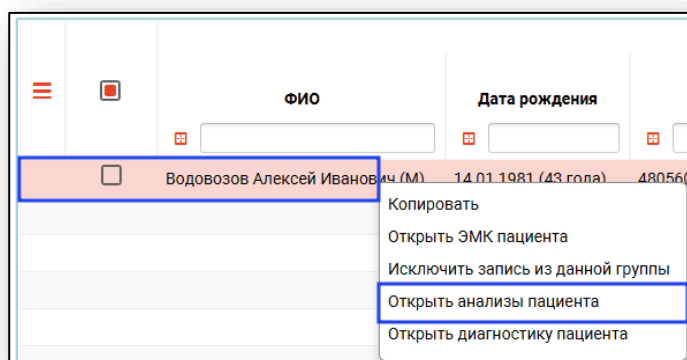 ФИО
Дата рождения
Водовозов Алексей Иванович (М) 14.01.1981 (43 года) 480560
Копировать
Открыть ЭМК пациента
Исключить запись из данной группы
Открыть анализы пациента
Открыть диагностику пациента